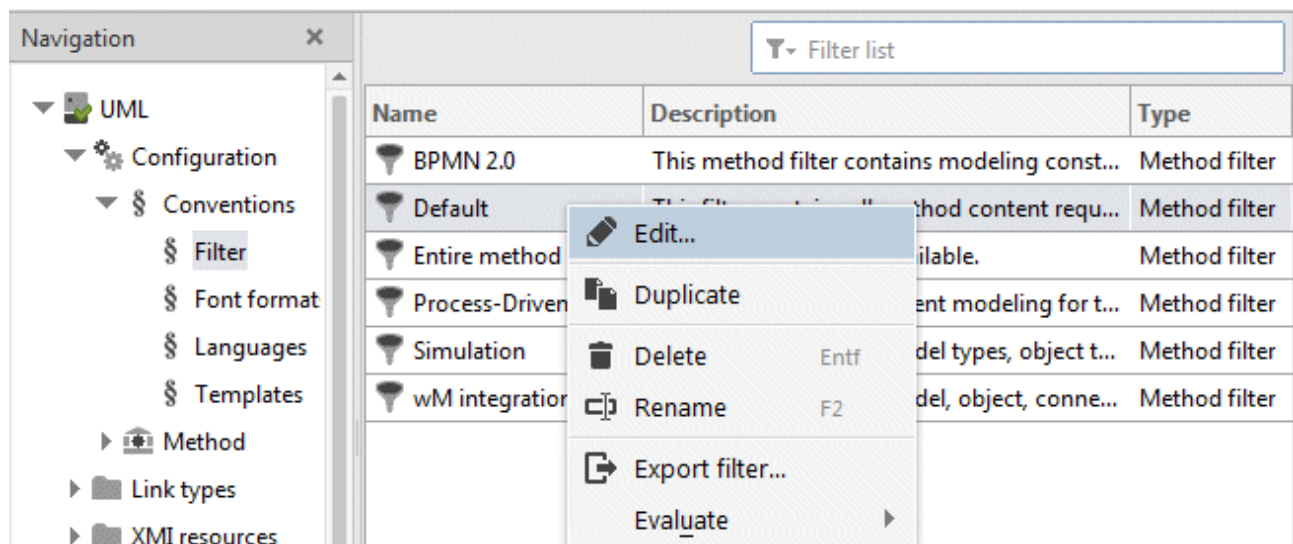 Navigation
Filter list
UML
Name Description Type
Configuration
BPMN 2.0 This method filter contains modeling const... Method filter
Conventions
Default requ... Method filter
Edit...
Filter
Entire method ilable. Method filter
Duplicate
Font format
Process-Driven ent modeling for t... Method filter
Languages
Simulation del types, object t... Method filter
Delete Entf
Templates
wM integration del, object, conne... Method filter
Rename F2
Method
Export filter...
Link types
Evaluate
XMI resources